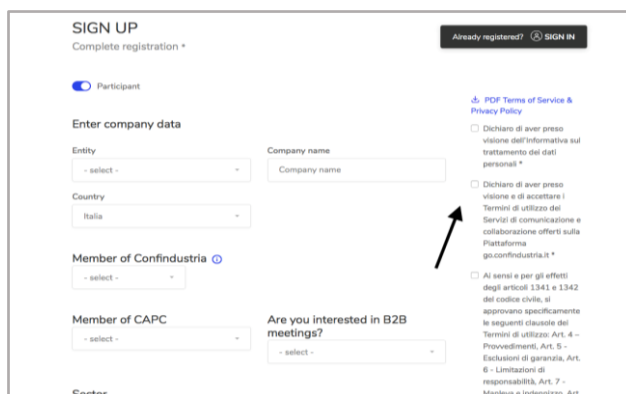 SIGN UP
Complete registration *
Already registered? SIGN IN
Participant
Enter company data
Entity
Company name
- select -
Company name
Country
Italia
Member of Confindustria
- select -
Member of CAPC
Are you interested in B2B
meetings?
- select -
- select -
PDF Terms of Service &
Privacy Policy
Dichiaro di aver preso
visione dell'Informativa sul
trattamento dei dati
personali *
Dichiaro di aver preso
visione e di accettare i
Termini di utilizzo dei
Servizi di comunicazione e
collaborazione offerti sulla
Piattaforma
go.confindustria.it *
Ai sensi e per gli effetti
degli articoli 1341 e 1342
del codice civile, si
approvano specificamente
le seguenti clausole dei
Termini di utilizzo: Art. 4 –
Provvedimenti, Art. 5 -
Esclusioni di garanzia, Art.
6 - Limitazioni di
responsabilità, Art. 7 -
Manleva e indennizzo, Art.
Sector